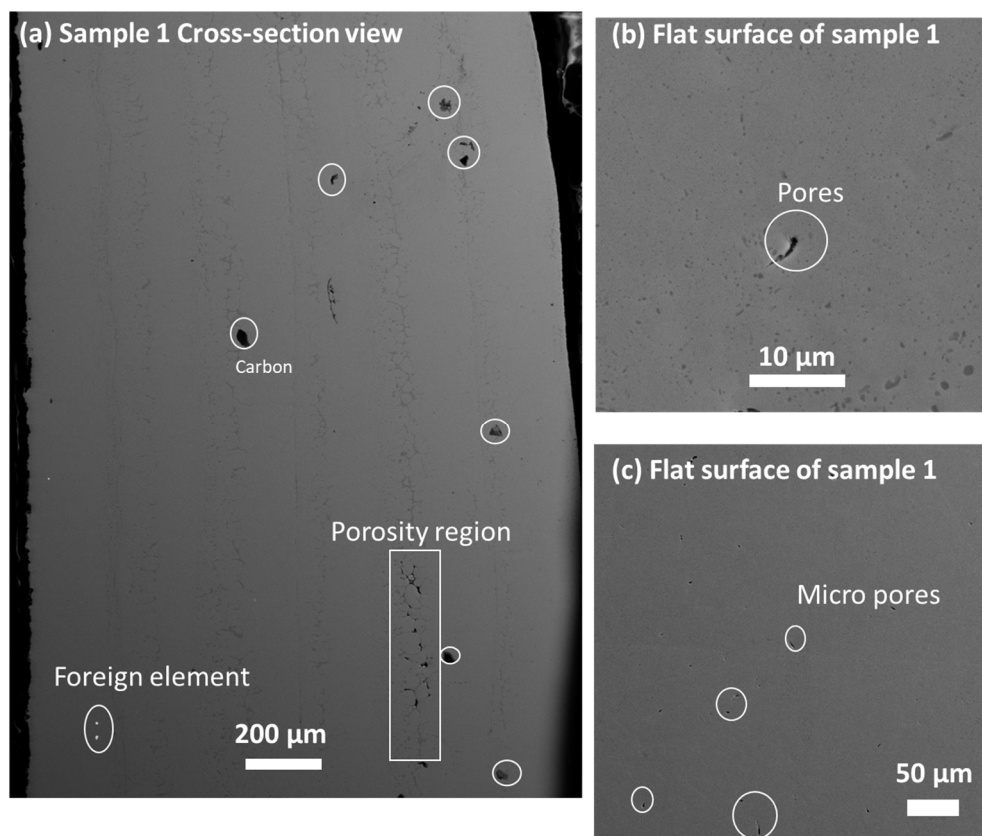 (a) Sample 1 Cross-section view
Carbon
Porosity region
Foreign element
200 μm
(b) Flat surface of sample 1
Pores
10 μm
(c) Flat surface of sample 1
Micro pores
50 μm